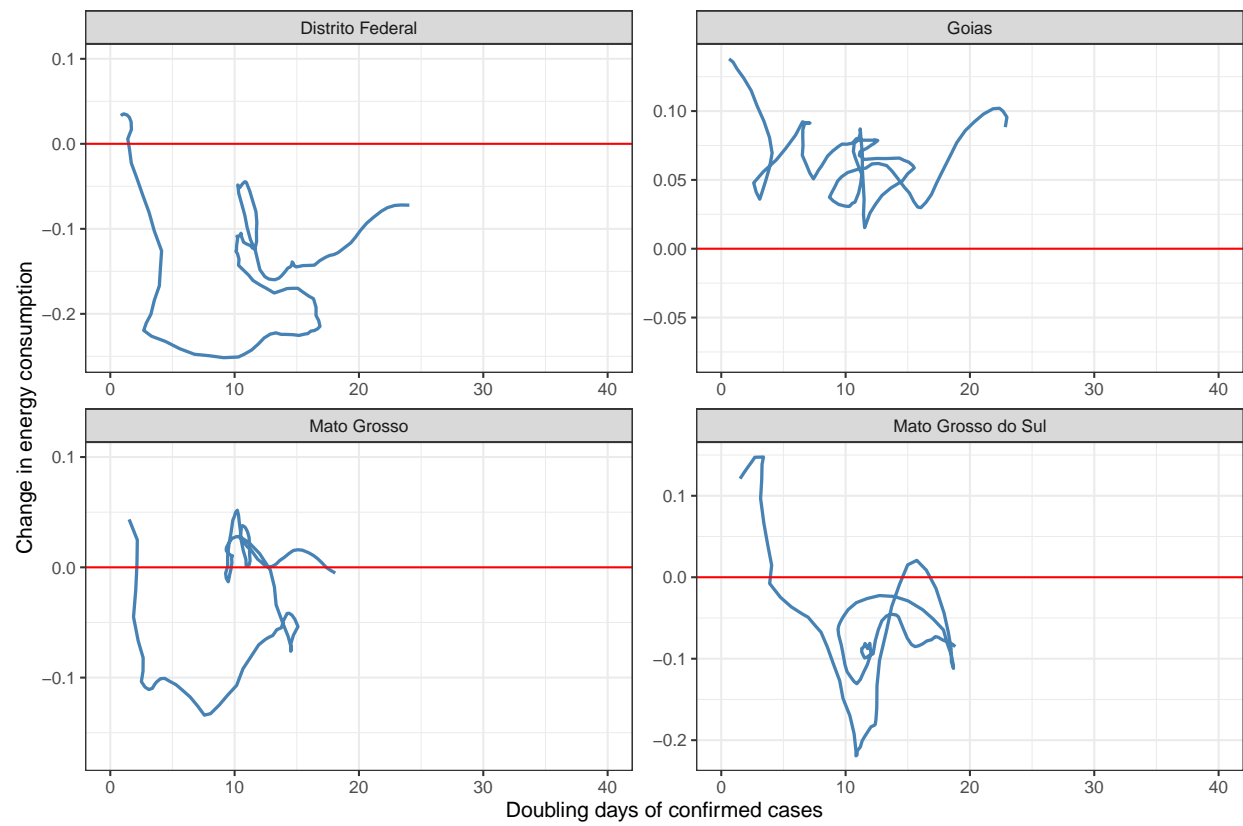 Distrito Federal
Goias
0.1
0.0
−0.1
−0.2
0.10
0.05
0.00
−0.05
0 10 20 30 40
0 10 20 30 40
Mato Grosso
Mato Grosso do Sul
0.1
0.0
−0.1
0.1
0.0
−0.1
−0.2
0 10 20 30 40
0 10 20 30 40
Change in energy consumption
Doubling days of confirmed cases